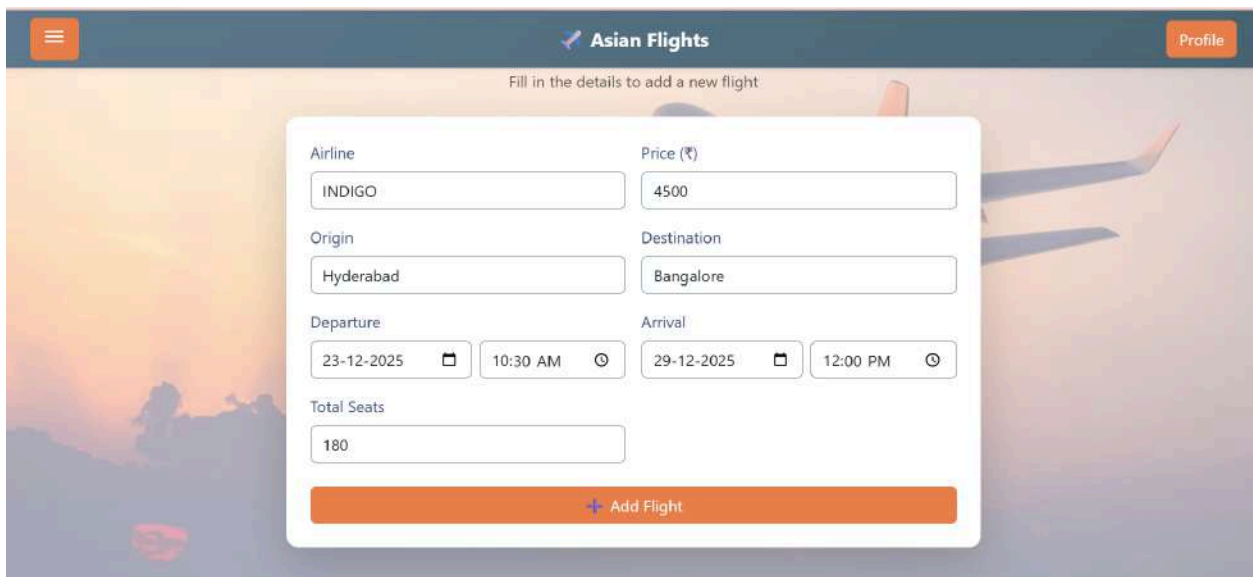 Asian Flights
Profile
Fill in the details to add a new flight
Airline
Price (₹)
INDIGO
4500
Origin
Destination
Hyderabad
Bangalore
Departure
Arrival
23-12-2025
10:30 AM
29-12-2025
12:00 PM
Total Seats
180
+ Add Flight